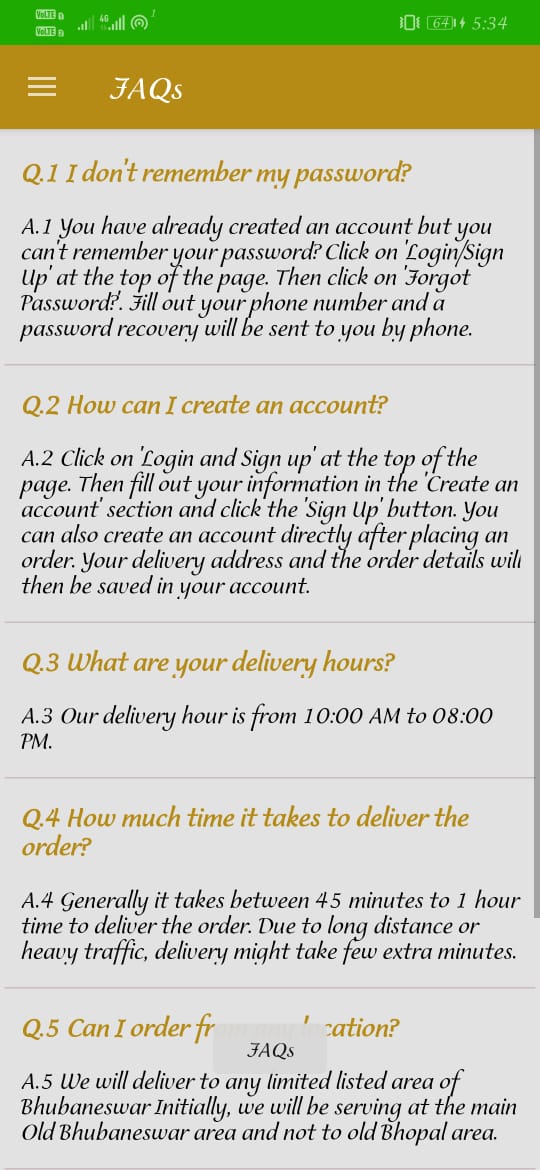 VoLTE 1
VoLTE 2
4G
1
64
5:34
FAQs
Q.1 I don't remember my password?
A.1 You have already created an account but you
can't remember your password? Click on 'Login/Sign
Up' at the top of the page. Then click on 'Forgot
Password?'. Fill out your phone number and a
password recovery will be sent to you by phone.
Q.2 How can I create an account?
A.2 Click on 'Login and Sign up' at the top of the
page. Then fill out your information in the 'Create an
account' section and click the 'Sign Up' button. You
can also create an account directly after placing an
order. Your delivery address and the order details will
then be saved in your account.
Q.3 What are your delivery hours?
A.3 Our delivery hour is from 10:00 AM to 08:00
PM.
Q.4 How much time it takes to deliver the
order?
A.4 Generally it takes between 45 minutes to 1 hour
time to deliver the order. Due to long distance or
heavy traffic, delivery might take few extra minutes.
Q.5 Can I order from any location?
FAQs
A.5 We will deliver to any limited listed area of
Bhubaneswar Initially, we will be serving at the main
Old Bhubaneswar area and not to old Bhopal area.